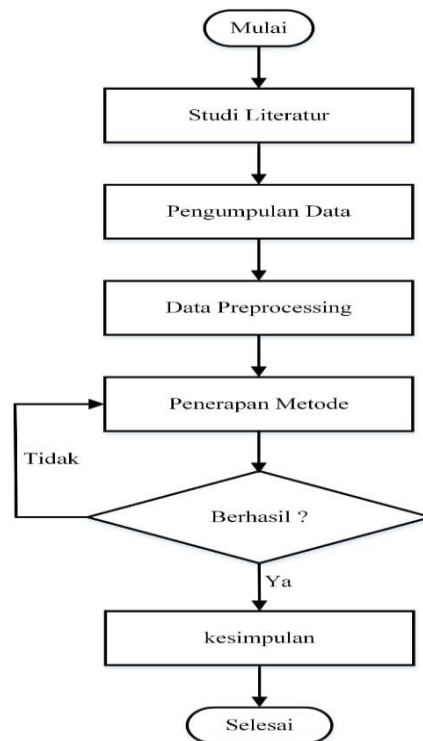 Mulai
Studi Literatur
Pengumpulan Data
Data Preprocessing
Penerapan Metode
Tidak
Berhasil ?
Ya
kesimpulan
Selesai